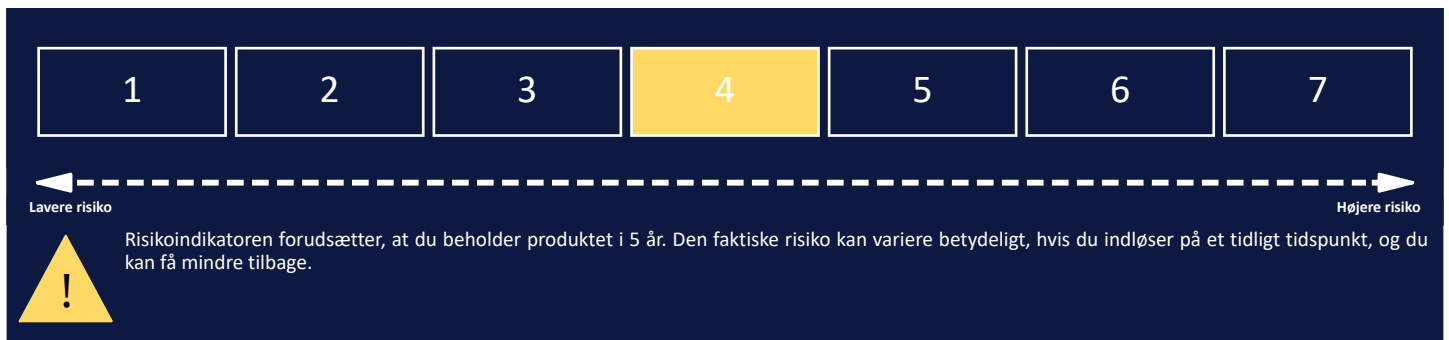 1 2 3 4 5 6 7
Lavere risiko Højere risiko
Risikoindikatoren forudsætter, at du beholder produktet i 5 år. Den faktiske risiko kan variere betydeligt, hvis du indløser på et tidligt tidspunkt, og du
kan få mindre tilbage.
!